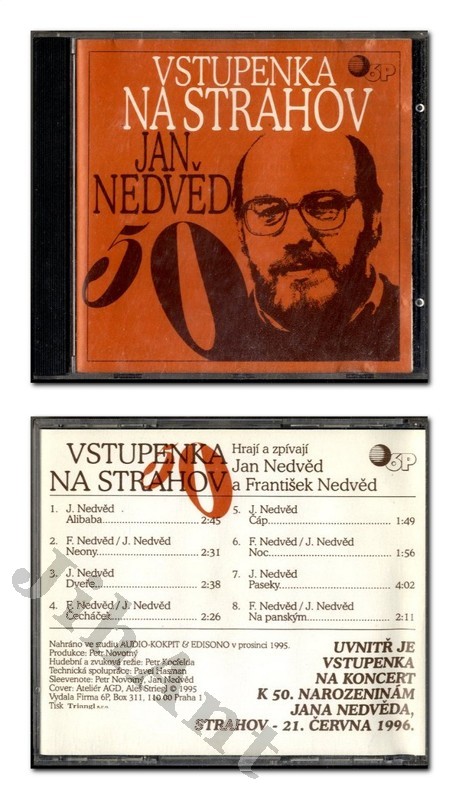 VSTUPENKA
NA STRAHOV
6P
JAN
NEDVĚD
50
VSTUPENKA
NA STRAHOV
50
Hrají a zpívají
Jan Nedvěd
a František Nedvěd
6P
1. J. Nedvěd
Alibaba 2:45
2. F. Nedvěd / J. Nedvěd
Neony 2:31
3. J. Nedvěd
Dveře 2:38
4. F. Nedvěd / J. Nedvěd
Čecháček 2:26
5. J. Nedvěd
Čáp 1:49
6. F. Nedvěd / J. Nedvěd
Noc 1:56
7. J. Nedvěd
Paseky 4:02
8. F. Nedvěd / J. Nedvěd
Na panským 2:11
Nahráno ve studiu AUDIO-KOKPIT & EDISONO v prosinci 1995.
Produkce: Petr Novotný
Hudební a zvuková režie: Petr Kocfelda
Technická spolupráce: Pavel Hasman
Sleevenote: Petr Novotný, Jan Nedvěd
Cover: Ateliér AGD, Aleš Striegl © 1995
Vydala Firma 6P, Box 311, 110 00 Praha 1
Tisk Triangl s.r.o.
UVNITŘ JE
VSTUPENKA
NA KONCERT
K 50. NAROZENINÁM
JANA NEDVĚDA,
STRAHOV - 21. ČERVNA 1996.